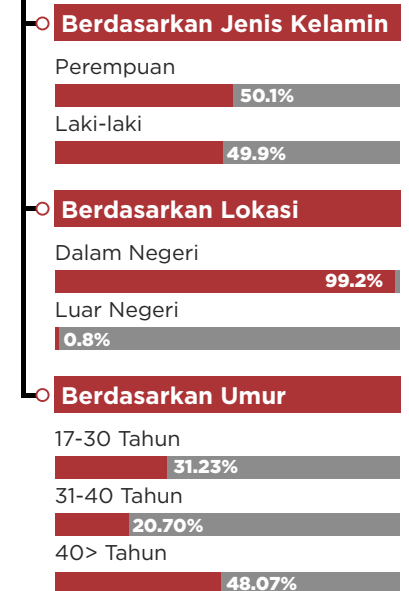 Berdasarkan Jenis Kelamin
Perempuan
50.1%
Laki-laki
49.9%
Berdasarkan Lokasi
Dalam Negeri
99.2%
Luar Negeri
0.8%
Berdasarkan Umur
17-30 Tahun
31.23%
31-40 Tahun
20.70%
40> Tahun
48.07%